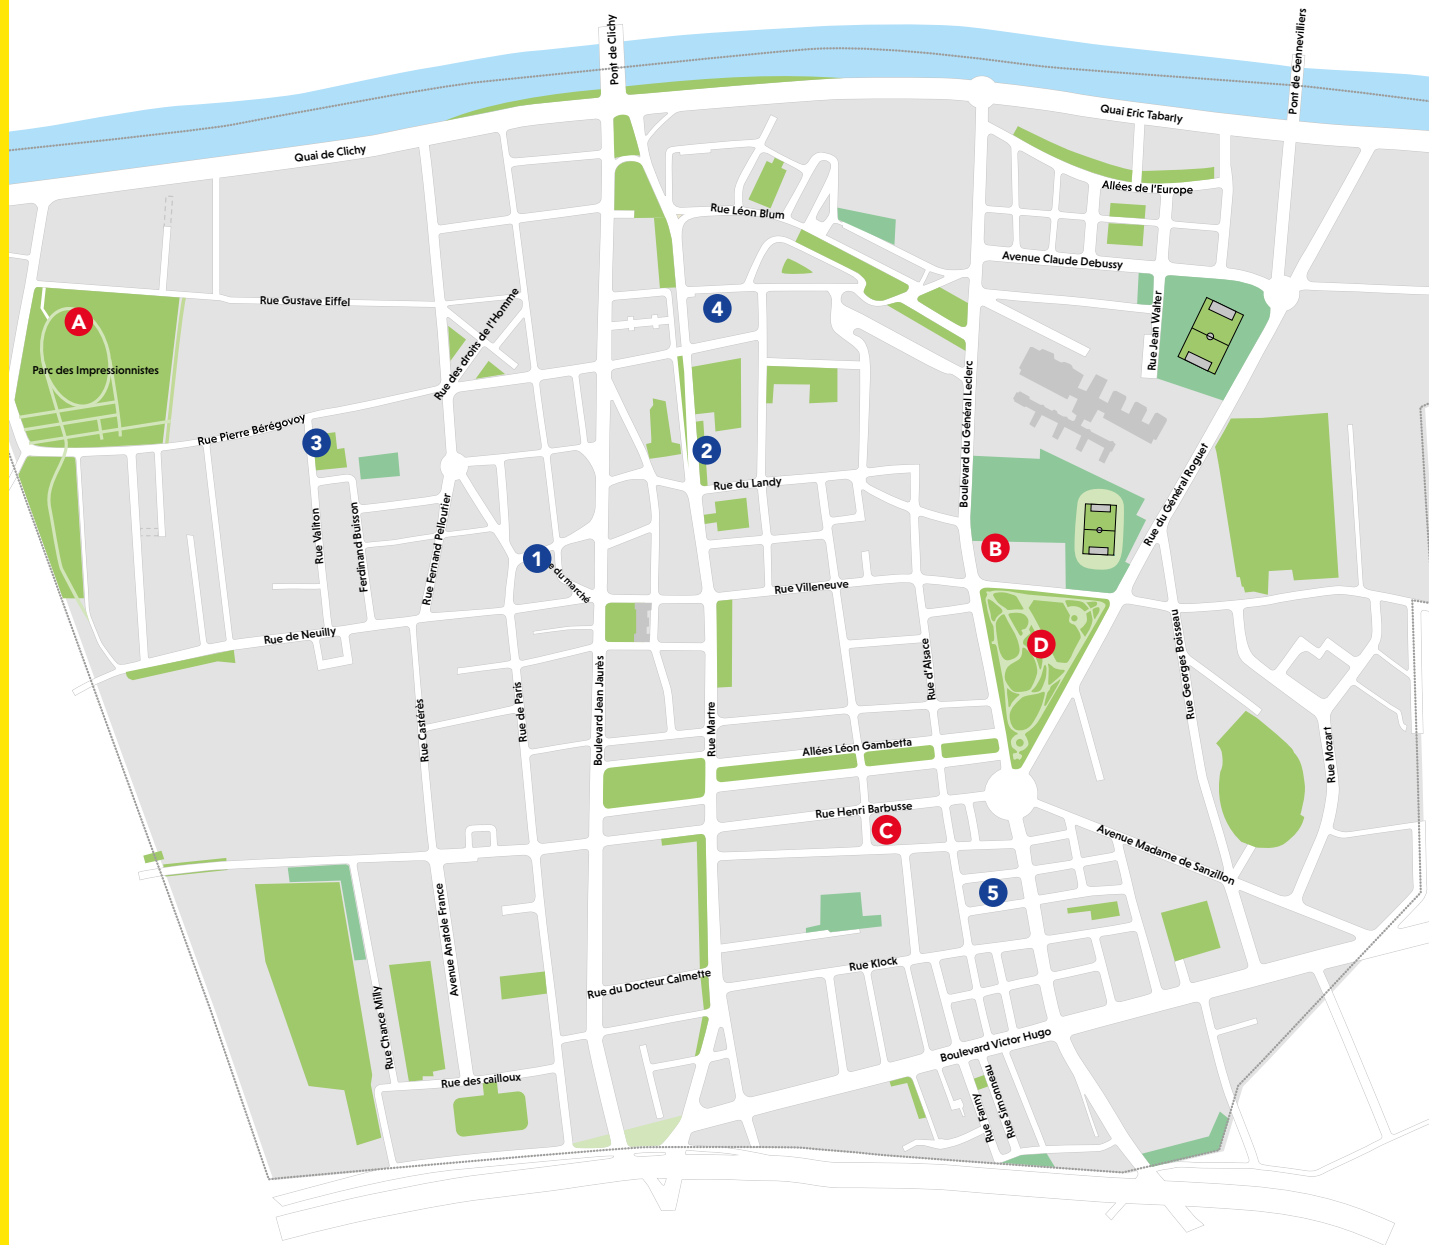 Pont de Clichy
Pont de Gennevilliers
Quai Eric Tabarly
Quai de Clichy
Allées de l'Europe
Rue Léon Blum
Avenue Claude Debussy
Rue Gustave Eiffel
4
A
Rue Jean Walter
Rue des droits de l'Homme
Parc des Impressionnistes
Boulevard du Général Leclerc
Rue Pierre Bérégovoy
3
2
Rue du Landy
Rue du Général Roguet
Rue Valiton
Ferdinand Buisson
Rue Fernand Pelloutier
1
e du marché
B
Rue Villeneuve
Rue de Neuilly
D
Rue d'Alsace
Rue Georges Boisseau
Rue Castérès
Rue de Paris
Boulevard Jean Jaurès
Rue Martre
Allées Léon Gambetta
Rue Mozart
Rue Henri Barbusse
C
Avenue Madame de Sanzillon
5
Avenue Anatole France
Rue Klock
Rue du Docteur Calmette
Rue Chance Milly
Boulevard Victor Hugo
Rue des cailloux
Rue Fanny
Rue Simonneau